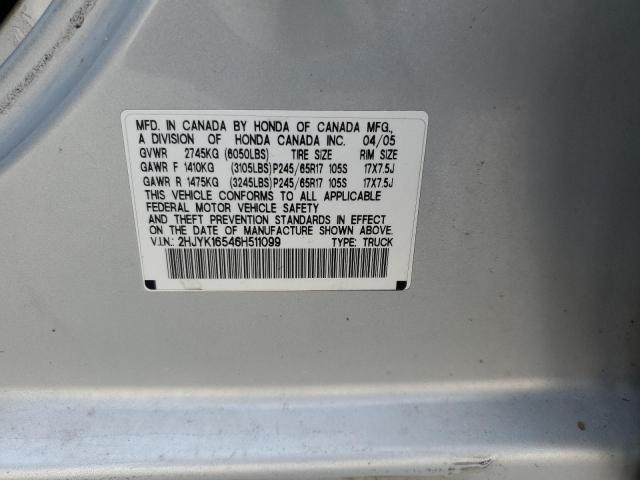 MFD. IN CANADA BY HONDA OF CANADA MFG.,
A DIVISION OF HONDA CANADA INC. 04/05
GVWR 2745KG (6050LBS) TIRE SIZE RIM SIZE
GAWR F 1410KG (3105LBS)P245/65R17 105S 17X7.5J
GAWR R 1475KG (3245LBS)P245/65R17 105S 17X7.5J
THIS VEHICLE CONFORMS TO ALL APPLICABLE
FEDERAL MOTOR VEHICLE SAFETY
AND THEFT PREVENTION STANDARDS IN EFFECT
ON THE DATE OF MANUFACTURE SHOWN ABOVE.
V.I.N.: 2HJYK16546H511099 TYPE: TRUCK